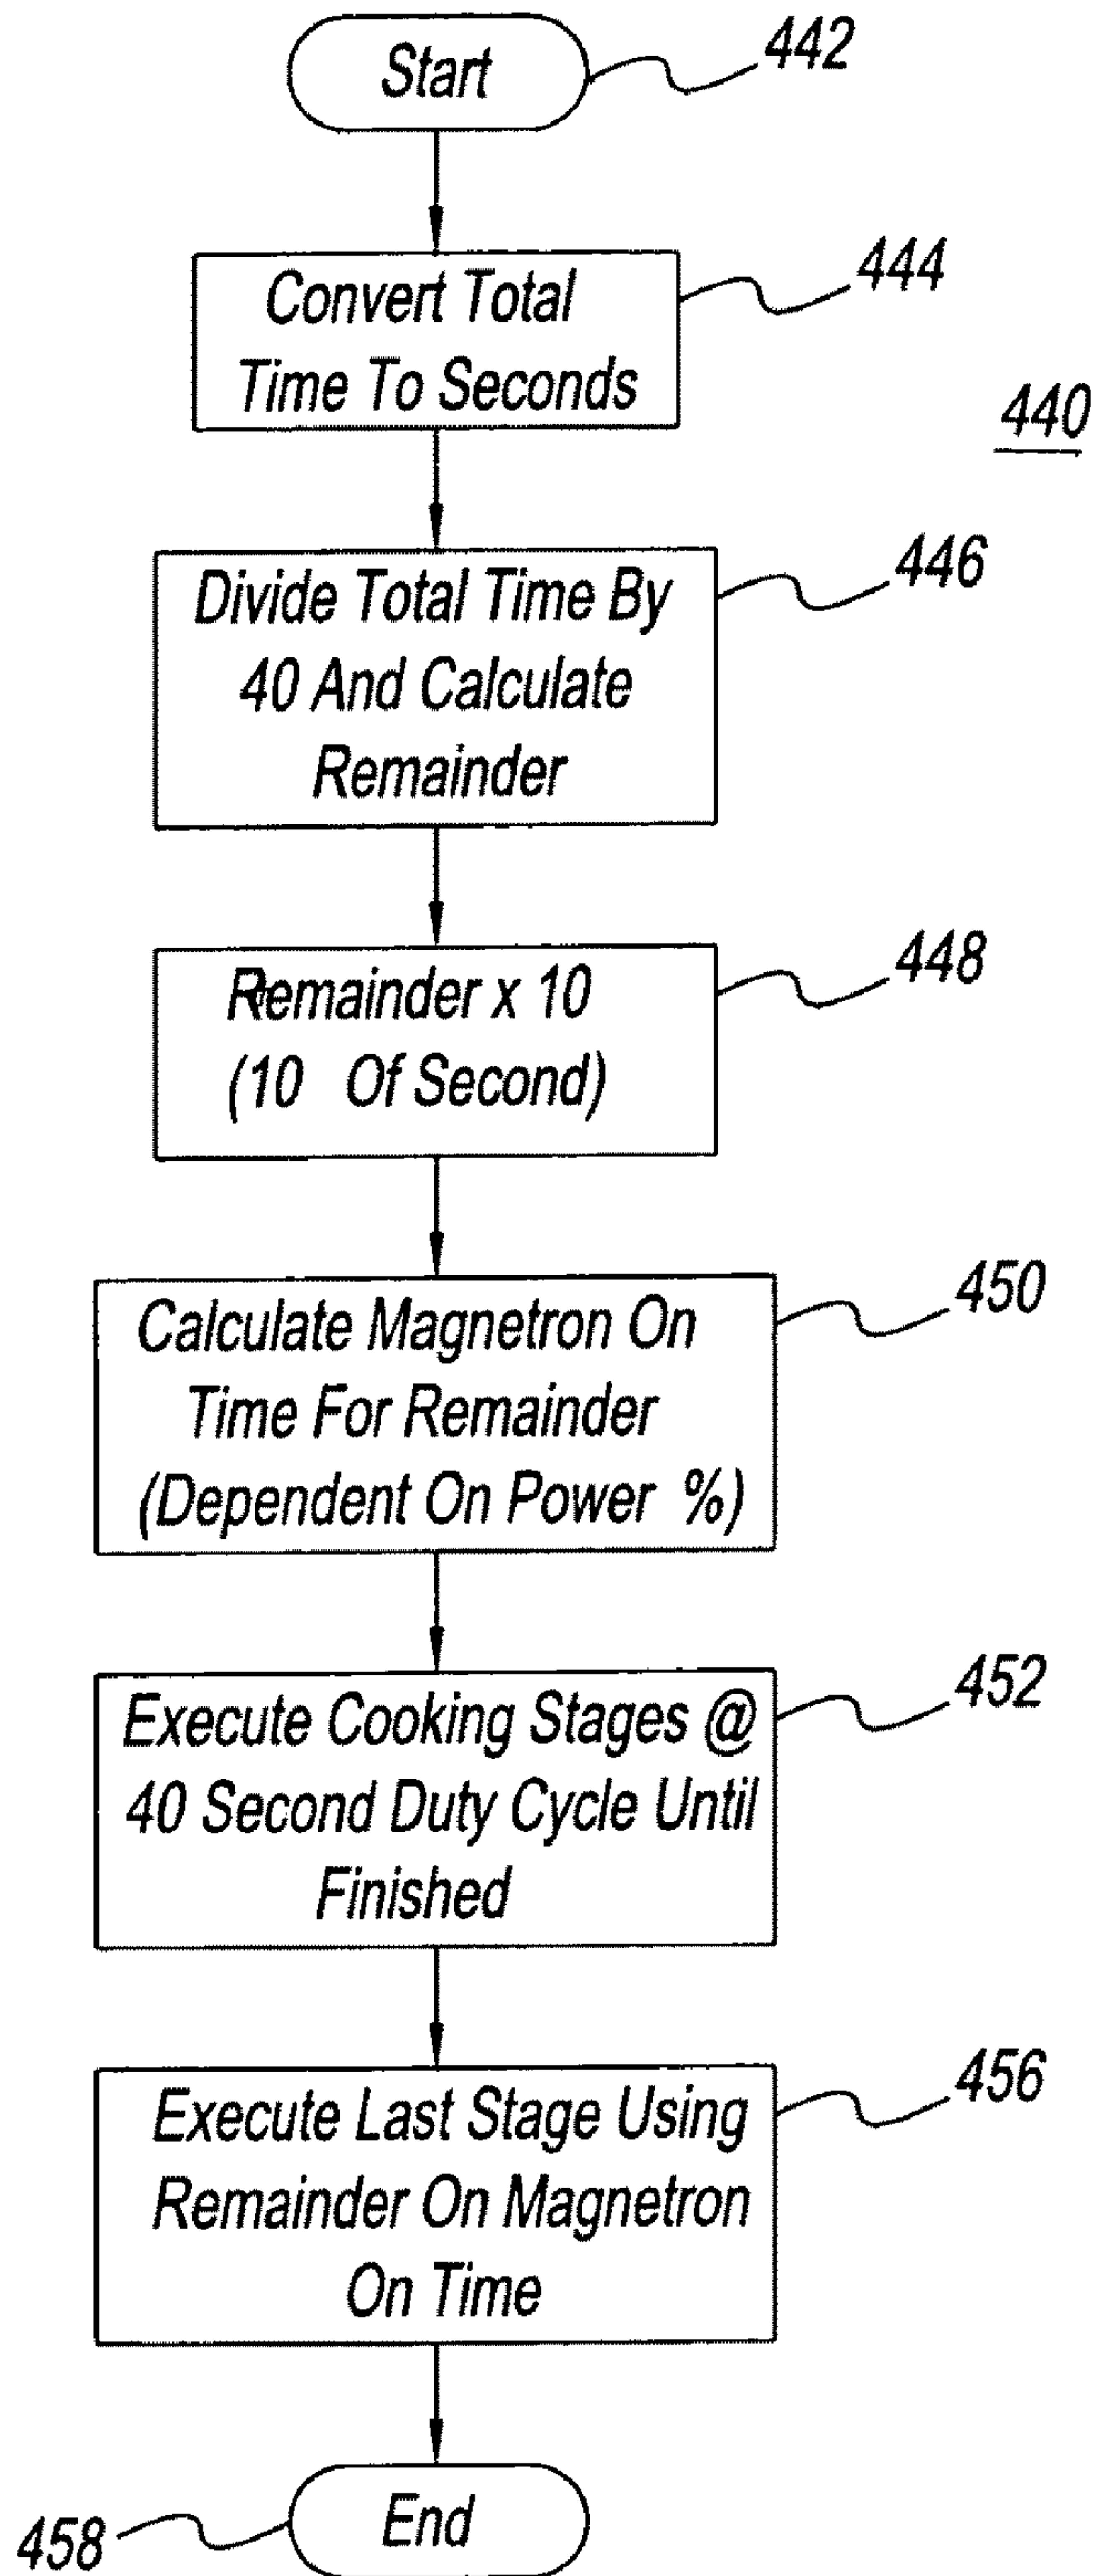 Start
442
Convert Total
Time To Seconds
444
440
Divide Total Time By
40 And Calculate
Remainder
446
Remainder x 10
(10 Of Second)
448
Calculate Magnetron On
Time For Remainder
(Dependent On Power %)
450
Execute Cooking Stages @
40 Second Duty Cycle Until
Finished
452
Execute Last Stage Using
Remainder On Magnetron
On Time
456
End
458